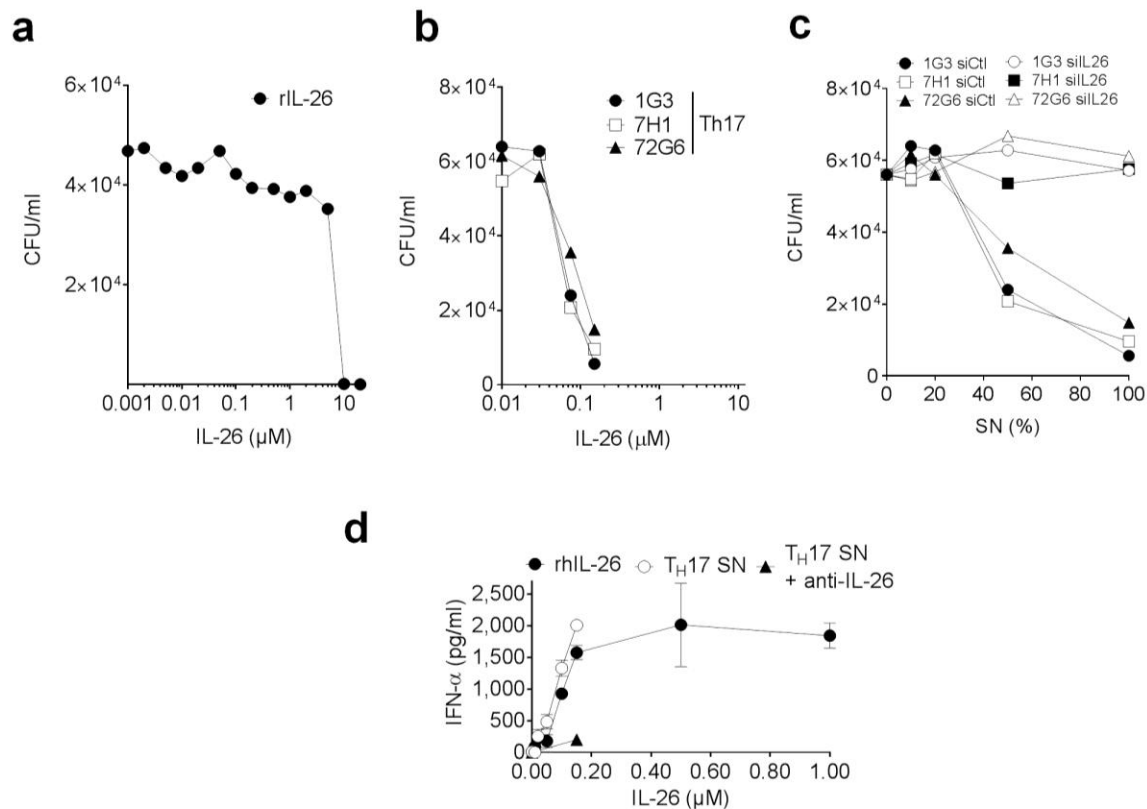 a
6× 10⁴
4× 10⁴
2× 10⁴
CFU/ml
rIL-26
0.001 0.01 0.1 1 10
IL-26 (µM)
b
8× 10⁴
6× 10⁴
4× 10⁴
2× 10⁴
0
CFU/ml
1G3
7H1
72G6
Th17
0.01 0.1 1 10
IL-26 (µM)
c
1G3 siCtl 1G3 siIL26
7H1 siCtl 7H1 siIL26
72G6 siCtl 72G6 siIL26
8× 10⁴
6× 10⁴
4× 10⁴
2× 10⁴
0
CFU/ml
0 20 40 60 80 100
SN (%)
d
rhIL-26 TH17 SN TH17 SN
+ anti-IL-26
2,500
2,000
1,500
1,000
500
0
IFN-α (pg/ml)
0.00 0.20 0.40 0.60 0.80 1.00
IL-26 (µM)